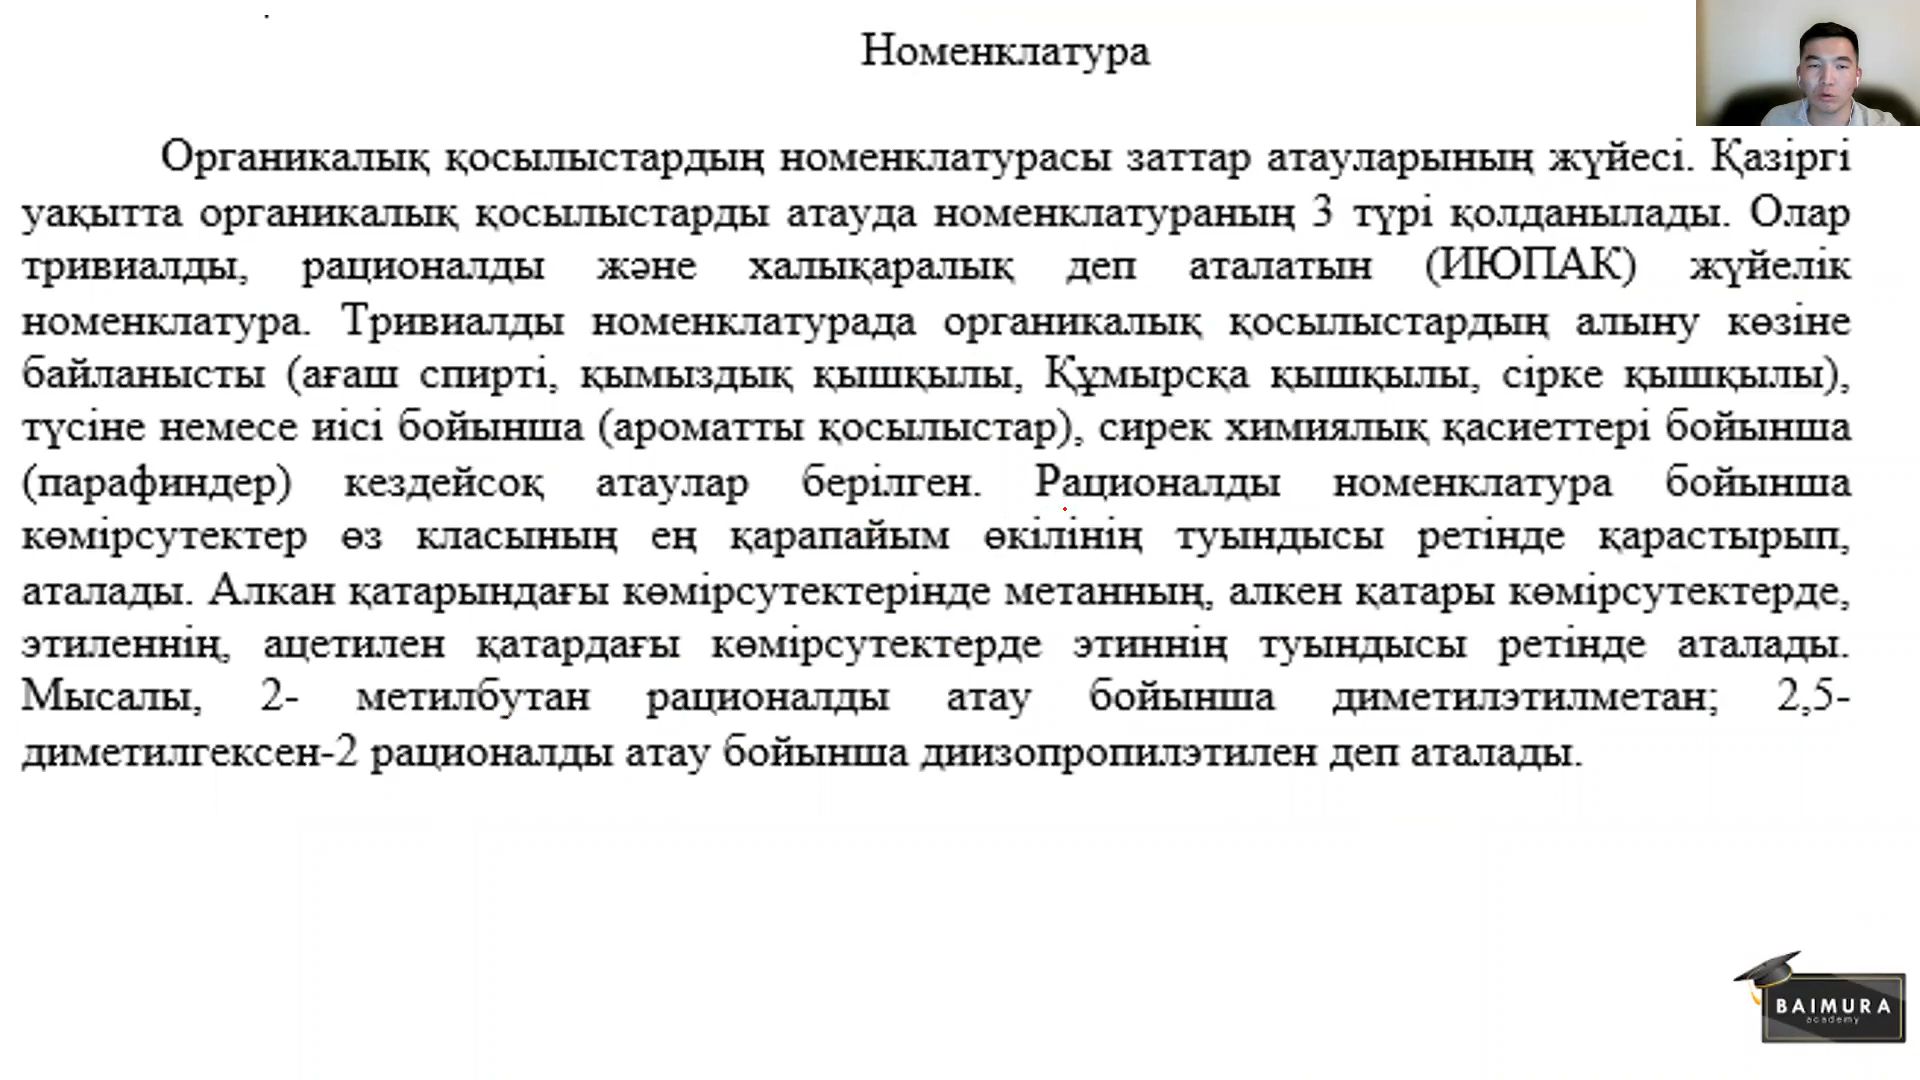 Номенклатура
Органикалық қосылыстардың номенклатурасы заттар атауларының жүйесі. Қазіргі
уақытта органикалық қосылыстарды атауда номенклатураның 3 түрі қолданылады. Олар
тривиалды, рационалды және халықаралық деп аталатын (ИЮПАК) жүйелік
номенклатура. Тривиалды номенклатурада органикалық қосылыстардың алыну көзіне
байланысты (ағаш спирті, қымыздық қышқылы, Құмырсқа қышқылы, сірке қышқылы),
түсіне немесе иісі бойынша (ароматты қосылыстар), сирек химиялық қасиеттері бойынша
(парафиндер) кездейсоқ атаулар берілген. Рационалды номенклатура бойынша
көмірсутектер өз класының ең қарапайым өкілінің туындысы ретінде қарастырып,
аталады. Алкан қатарындағы көмірсутектерінде метанның, алкен қатары көмірсутектерде,
этиленнің, ацетилен қатардағы көмірсутектерде этиннің туындысы ретінде аталады.
Мысалы, 2- метилбутан рационалды атау бойынша диметилэтилметан; 2,5-
диметилгексен-2 рационалды атау бойынша диизопропилэтилен деп аталады.
BAIMURA
academy